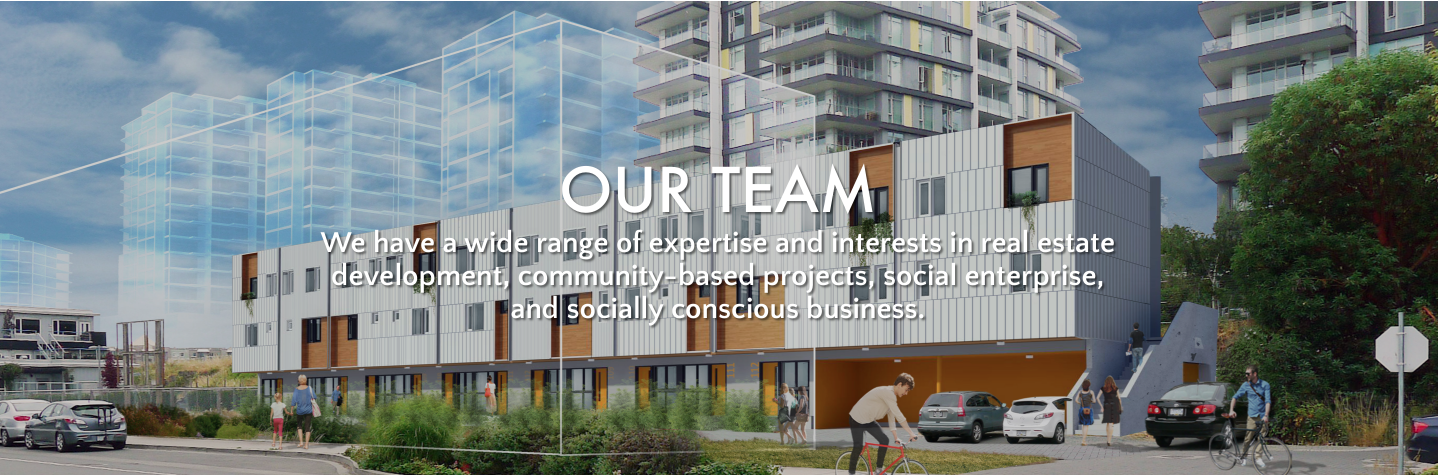 OUR TEAM
We have a wide range of expertise and interests in real estate
development, community-based projects, social enterprise,
and socially conscious business.